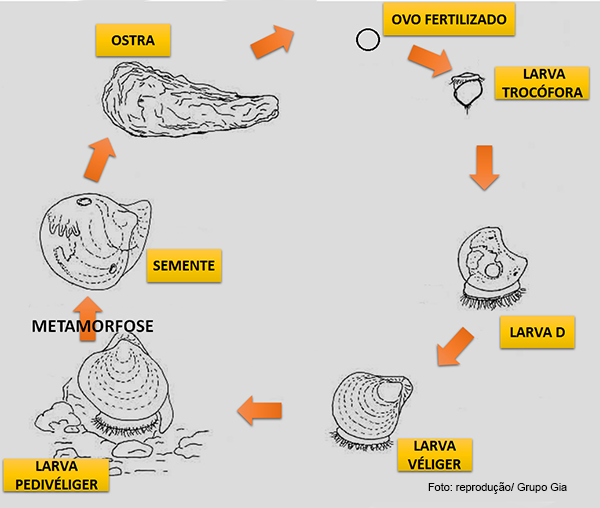 OSTRA
OVO FERTILIZADO
LARVA
TROCÓFORA
SEMENTE
METAMORFOSE
LARVA D
LARVA
VÉLIGER
LARVA
PEDIVÉLIGER
Foto: reprodução/ Grupo Gia